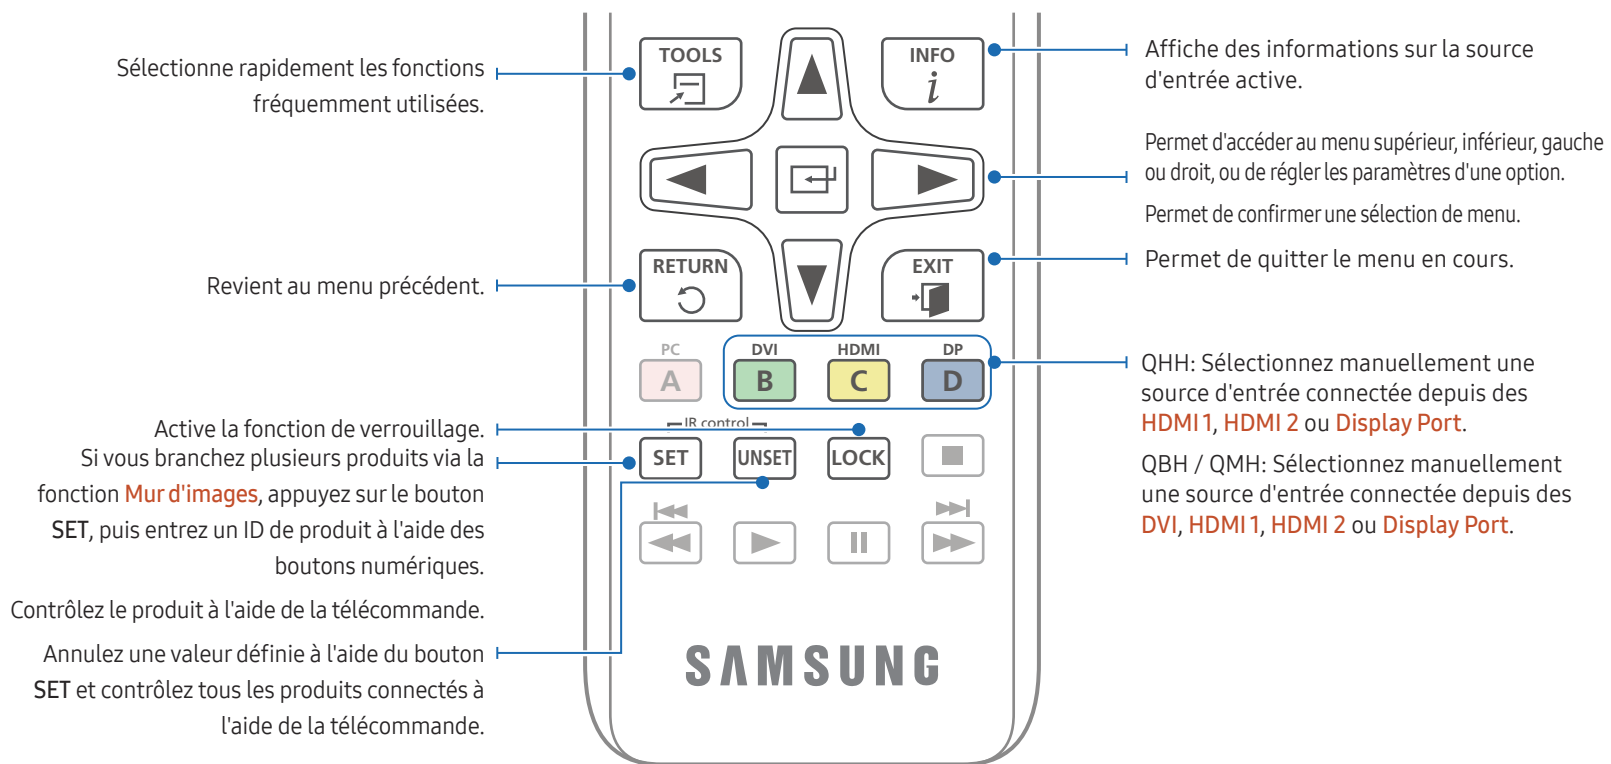 Sélectionne rapidement les fonctions
fréquemment utilisées.
Revient au menu précédent.
Active la fonction de verrouillage.
Si vous branchez plusieurs produits via la
fonction Mur d'images, appuyez sur le bouton
SET, puis entrez un ID de produit à l'aide des
boutons numériques.
Contrôlez le produit à l'aide de la télécommande.
Annulez une valeur définie à l'aide du bouton
SET et contrôlez tous les produits connectés à
l'aide de la télécommande.
TOOLS
INFO
i
RETURN
EXIT
PC
DVI
HDMI
DP
A
B
C
D
IR control
SET
UNSET
LOCK
SAMSUNG
Affiche des informations sur la source
d'entrée active.
Permet d'accéder au menu supérieur, inférieur, gauche
ou droit, ou de régler les paramètres d'une option.
Permet de confirmer une sélection de menu.
Permet de quitter le menu en cours.
QHH: Sélectionnez manuellement une
source d'entrée connectée depuis des
HDMI 1, HDMI 2 ou Display Port.
QBH / QMH: Sélectionnez manuellement
une source d'entrée connectée depuis des
DVI, HDMI 1, HDMI 2 ou Display Port.